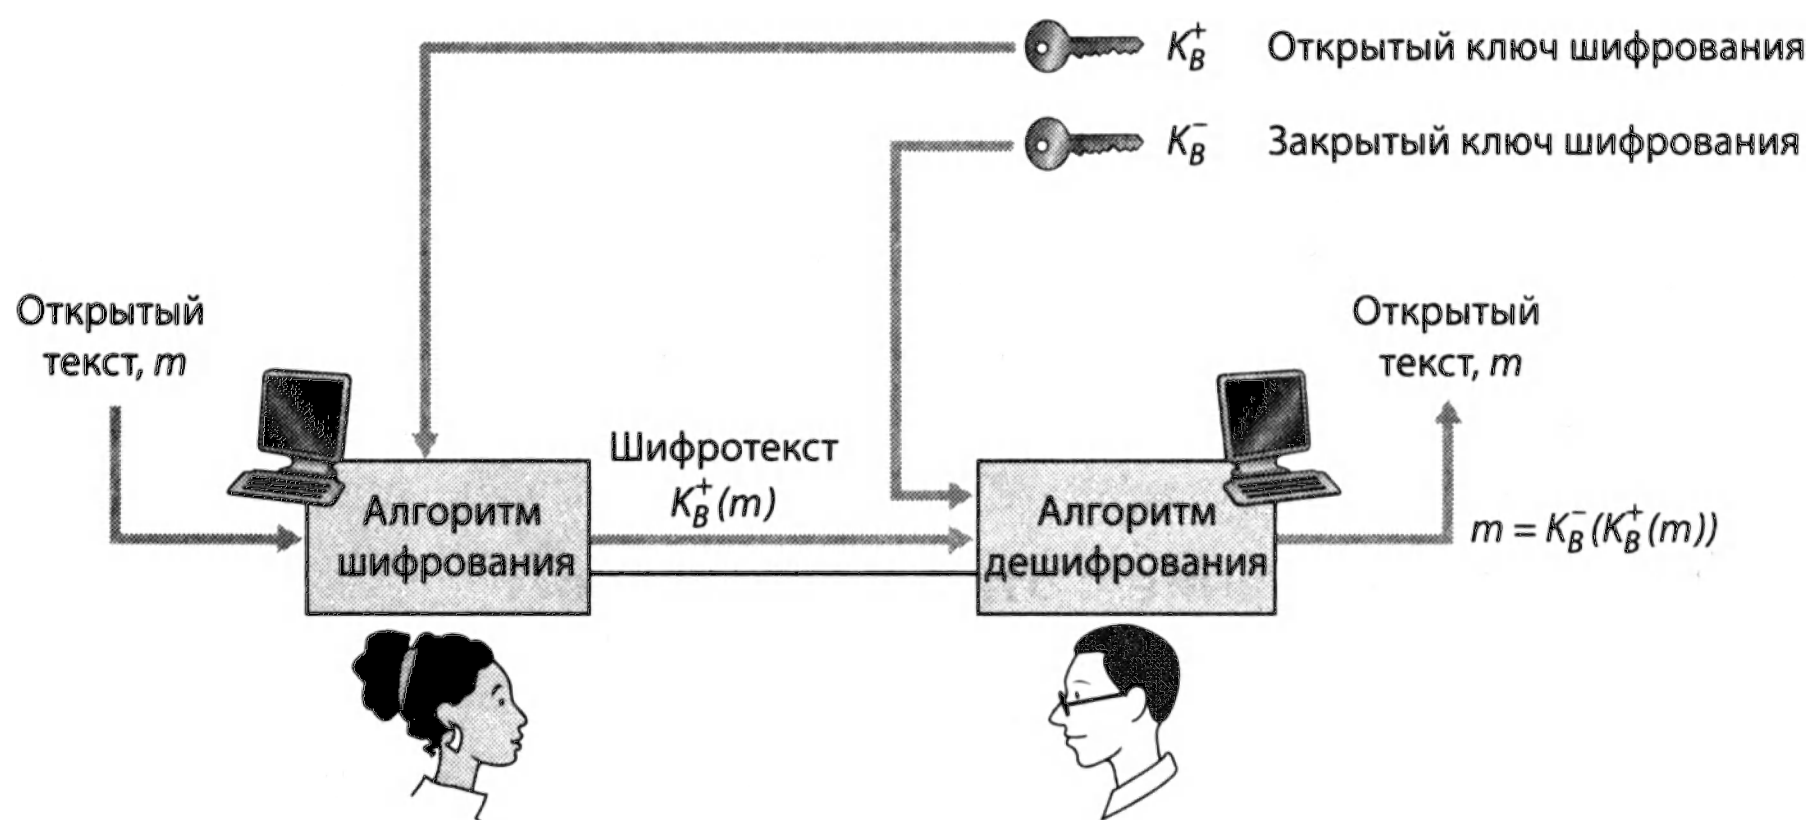 K_B^+ Открытый ключ шифрования
K_B^- Закрытый ключ шифрования
Открытый
текст, m
Открытый
текст, m
Шифротекст
K_B^+(m)
Алгоритм
шифрования
Алгоритм
дешифрования
m = K_B^-(K_B^+(m))